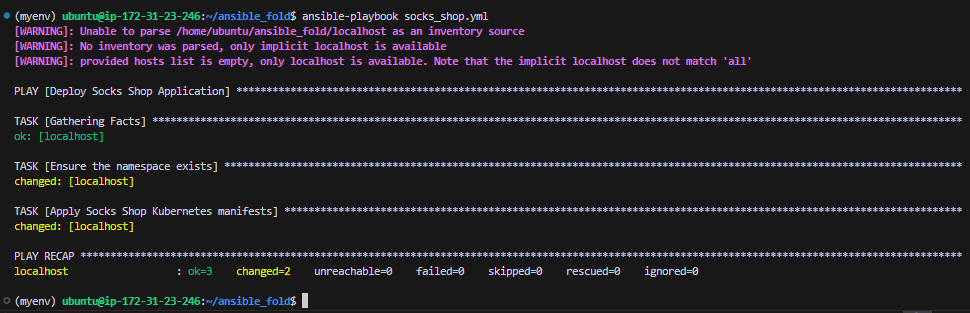 (myenv) ubuntu@ip-172-31-23-246:~/ansible_fold$ ansible-playbook socks_shop.yml
[WARNING]: Unable to parse /home/ubuntu/ansible_fold/localhost as an inventory source
[WARNING]: No inventory was parsed, only implicit localhost is available
[WARNING]: provided hosts list is empty, only localhost is available. Note that the implicit localhost does not match 'all'
PLAY [Deploy Socks Shop Application] *************************************************************************************************************************
TASK [Gathering Facts] ***************************************************************************************************************************************
ok: [localhost]
TASK [Ensure the namespace exists] ***************************************************************************************************************************
changed: [localhost]
TASK [Apply Socks Shop Kubernetes manifests] *****************************************************************************************************************
changed: [localhost]
PLAY RECAP ***************************************************************************************************************************************************
localhost                  : ok=3    changed=2    unreachable=0    failed=0    skipped=0    rescued=0    ignored=0
(myenv) ubuntu@ip-172-31-23-246:~/ansible_fold$